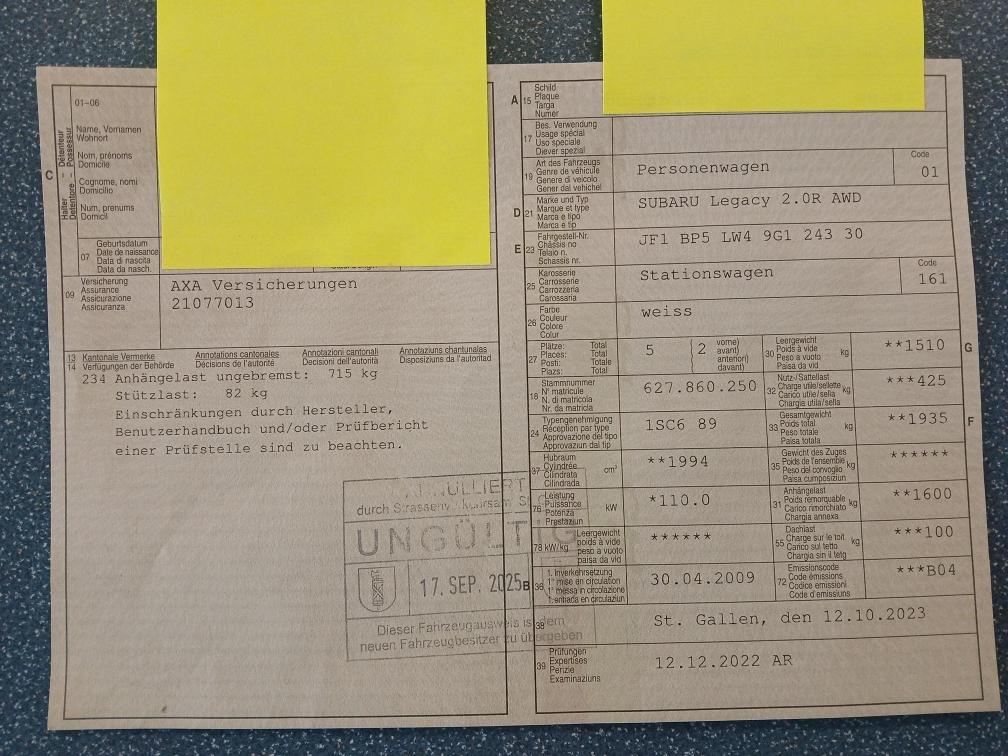 01-06
Halter – Détenteur
Detentore – Possessur
C
Name, Vornamen
Wohnort
Nom, prénoms
Domicile
Cognome, nomi
Domicilio
Num, prenums
Domicil
07
Geburtsdatum
Date de naissance
Data di nascita
Data da nasch.
09
Versicherung
Assurance
Assicurazione
Assicuranza
AXA Versicherungen
21077013
13
14
Kantonale Vermerke
Verfügungen der Behörde
Annotations cantonales
Décisions de l'autorité
Annotazioni cantonali
Decisioni dell'autorità
Annotaziuns chantunalas
Disposiziuns da l'autoritad
234 Anhängelast ungebremst: 715 kg
Stützlast: 82 kg
Einschränkungen durch Hersteller,
Benutzerhandbuch und/oder Prüfbericht
einer Prüfstelle sind zu beachten.
ANNULLIERT
durch Strassenv
UNGÜLTIG
17. SEP. 2025
Dieser Fahrzeugausweis ist dem
neuen Fahrzeugbesitzer zu übergeben
A 15
Schild
Plaque
Targa
Numer
17
Bes. Verwendung
Usage spécial
Uso speciale
Diever spezial
19
Art des Fahrzeugs
Genre de véhicule
Genere di veicolo
Gener dal vehichel
Personenwagen
Code
01
D 21
Marke und Typ
Marque et type
Marca e tipo
Marca e tip
SUBARU Legacy 2.0R AWD
E 23
Fahrgestell-Nr.
Châssis no
Telaio n.
Schassis nr.
JF1 BP5 LW4 9G1 243 30
25
Karosserie
Carrosserie
Carrozzeria
Carossaria
Stationswagen
Code
161
26
Farbe
Couleur
Colore
Colur
weiss
27
Plätze: Total
Places: Total
Posti: Totale
Plazs: Total
5
2
vorne)
avant)
anteriori)
davant)
30
Leergewicht
Poids à vide
Peso a vuoto
Paisa da vid
kg
**1510
G
18
Stammnummer
N° matricule
N. di matricola
Nr. da matricla
627.860.250
32
Nutz-/Sattellast
Charge utile/sellette
Carico utile/sella
Chargia utila/sella
kg
***425
24
Typengenehmigung
Réception par type
Approvazione del tipo
Approvaziun dal tip
1SC6 89
33
Gesamtgewicht
Poids total
Peso totale
Paisa totala
kg
**1935
F
37
Hubraum
Cylindrée
Cilindrata
Cilindrada
cm³
**1994
35
Gewicht des Zuges
Poids de l'ensemble
Peso del convoglio
Paisa cumposiziun
kg
******
76
Leistung
Puissance
Potenza
Prestaziun
kW
*110.0
31
Anhängelast
Poids remorquable
Carico rimorchiato
Chargia annexa
kg
**1600
78 kW/kg
Leergewicht
poids à vide
peso a vuoto
paisa da vid
******
55
Dachlast
Charge sur le toit
Carico sul tetto
Chargia sin il tetg
kg
***100
B 36
1. Inverkehrsetzung
1re mise en circulation
1a messa in circolazione
1. entrada en circulaziun
30.04.2009
72
Emissionscode
Code émissions
Codice emissioni
Code d'emissiuns
***B04
38
St. Gallen, den 12.10.2023
39
Prüfungen
Expertises
Perizie
Examinaziuns
12.12.2022 AR